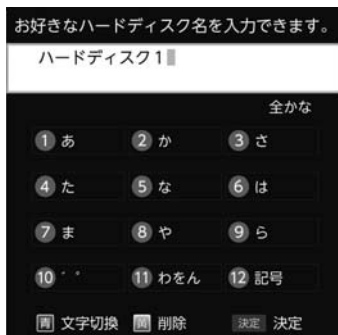 お好きなハードディスク名を入力できます。
ハードディスク１
全かな
1 あ 2 か 3 さ
4 た 5 な 6 は
7 ま 8 や 9 ら
10 ゛゜ 11 わをん 12 記号
青 文字切換 黄 削除 決定 決定